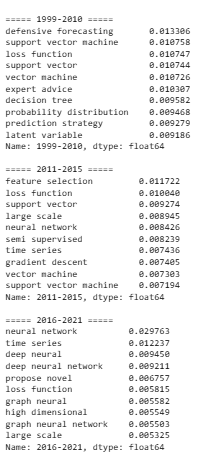 ===== 1999-2010 =====
defensive forecasting 0.013306
support vector machine 0.010758
loss function 0.010747
support vector 0.010744
vector machine 0.010726
expert advice 0.010307
decision tree 0.009582
probability distribution 0.009468
prediction strategy 0.009279
latent variable 0.009186
Name: 1999-2010, dtype: float64
===== 2011-2015 =====
feature selection 0.011722
loss function 0.010040
support vector 0.009274
large scale 0.008945
neural network 0.008426
semi supervised 0.008239
time series 0.007436
gradient descent 0.007405
vector machine 0.007303
support vector machine 0.007194
Name: 2011-2015, dtype: float64
===== 2016-2021 =====
neural network 0.029763
time series 0.012237
deep neural 0.009450
deep neural network 0.009211
propose novel 0.006757
loss function 0.005815
graph neural 0.005582
high dimensional 0.005549
graph neural network 0.005503
large scale 0.005325
Name: 2016-2021, dtype: float64